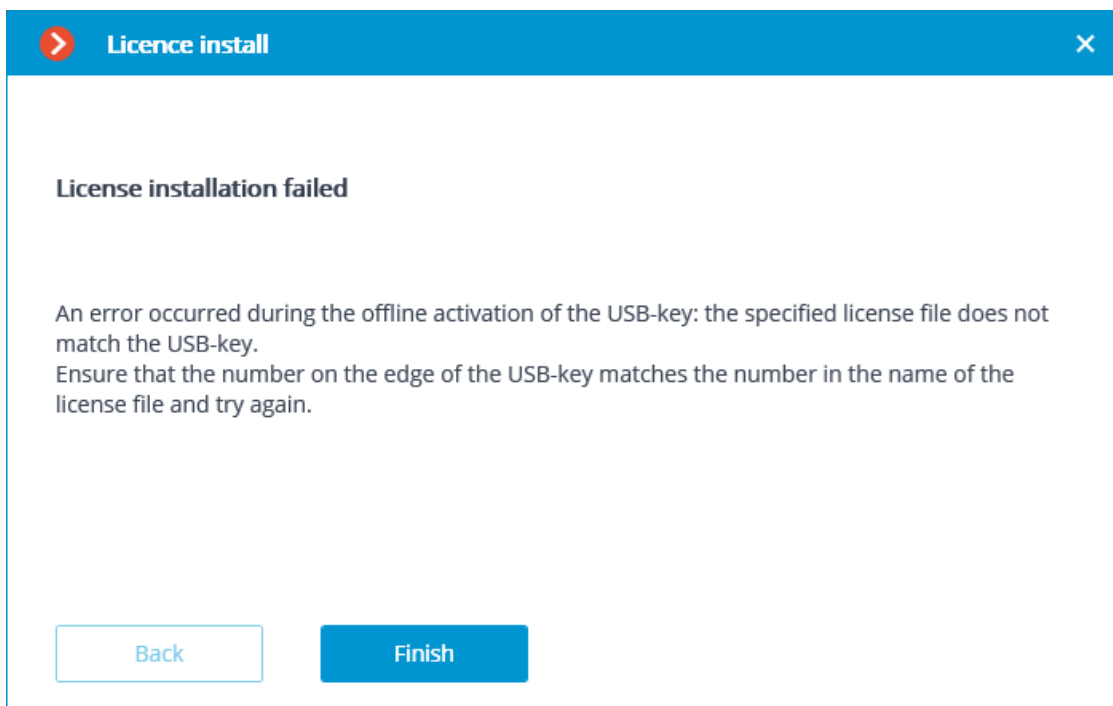 Licence install
License installation failed
An error occurred during the offline activation of the USB-key: the specified license file does not
match the USB-key.
Ensure that the number on the edge of the USB-key matches the number in the name of the
license file and try again.
Back
Finish